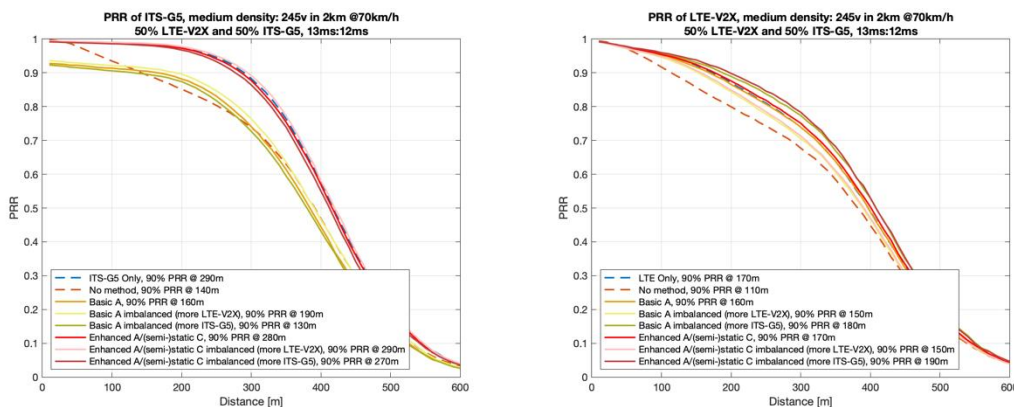 PRR of ITS-G5, medium density: 245v in 2km @70km/h
50% LTE-V2X and 50% ITS-G5, 13ms:12ms
1
0.9
0.8
0.7
0.6
0.5
0.4
0.3
0.2
0.1
0
PRR
ITS-G5 Only, 90% PRR @ 290m
No method, 90% PRR @ 140m
Basic A, 90% PRR @ 160m
Basic A imbalanced (more LTE-V2X), 90% PRR @ 190m
Basic A imbalanced (more ITS-G5), 90% PRR @ 130m
Enhanced A/(semi-)static C, 90% PRR @ 280m
Enhanced A/(semi-)static C imbalanced (more LTE-V2X), 90% PRR @ 290m
Enhanced A/(semi-)static C imbalanced (more ITS-G5), 90% PRR @ 270m
0 100 200 300 400 500 600
Distance [m]
PRR of LTE-V2X, medium density: 245v in 2km @70km/h
50% LTE-V2X and 50% ITS-G5, 13ms:12ms
1
0.9
0.8
0.7
0.6
0.5
0.4
0.3
0.2
0.1
0
PRR
LTE Only, 90% PRR @ 170m
No method, 90% PRR @ 110m
Basic A, 90% PRR @ 160m
Basic A imbalanced (more LTE-V2X), 90% PRR @ 150m
Basic A imbalanced (more ITS-G5), 90% PRR @ 180m
Enhanced A/(semi-)static C, 90% PRR @ 170m
Enhanced A/(semi-)static C imbalanced (more LTE-V2X), 90% PRR @ 150m
Enhanced A/(semi-)static C imbalanced (more ITS-G5), 90% PRR @ 190m
0 100 200 300 400 500 600
Distance [m]